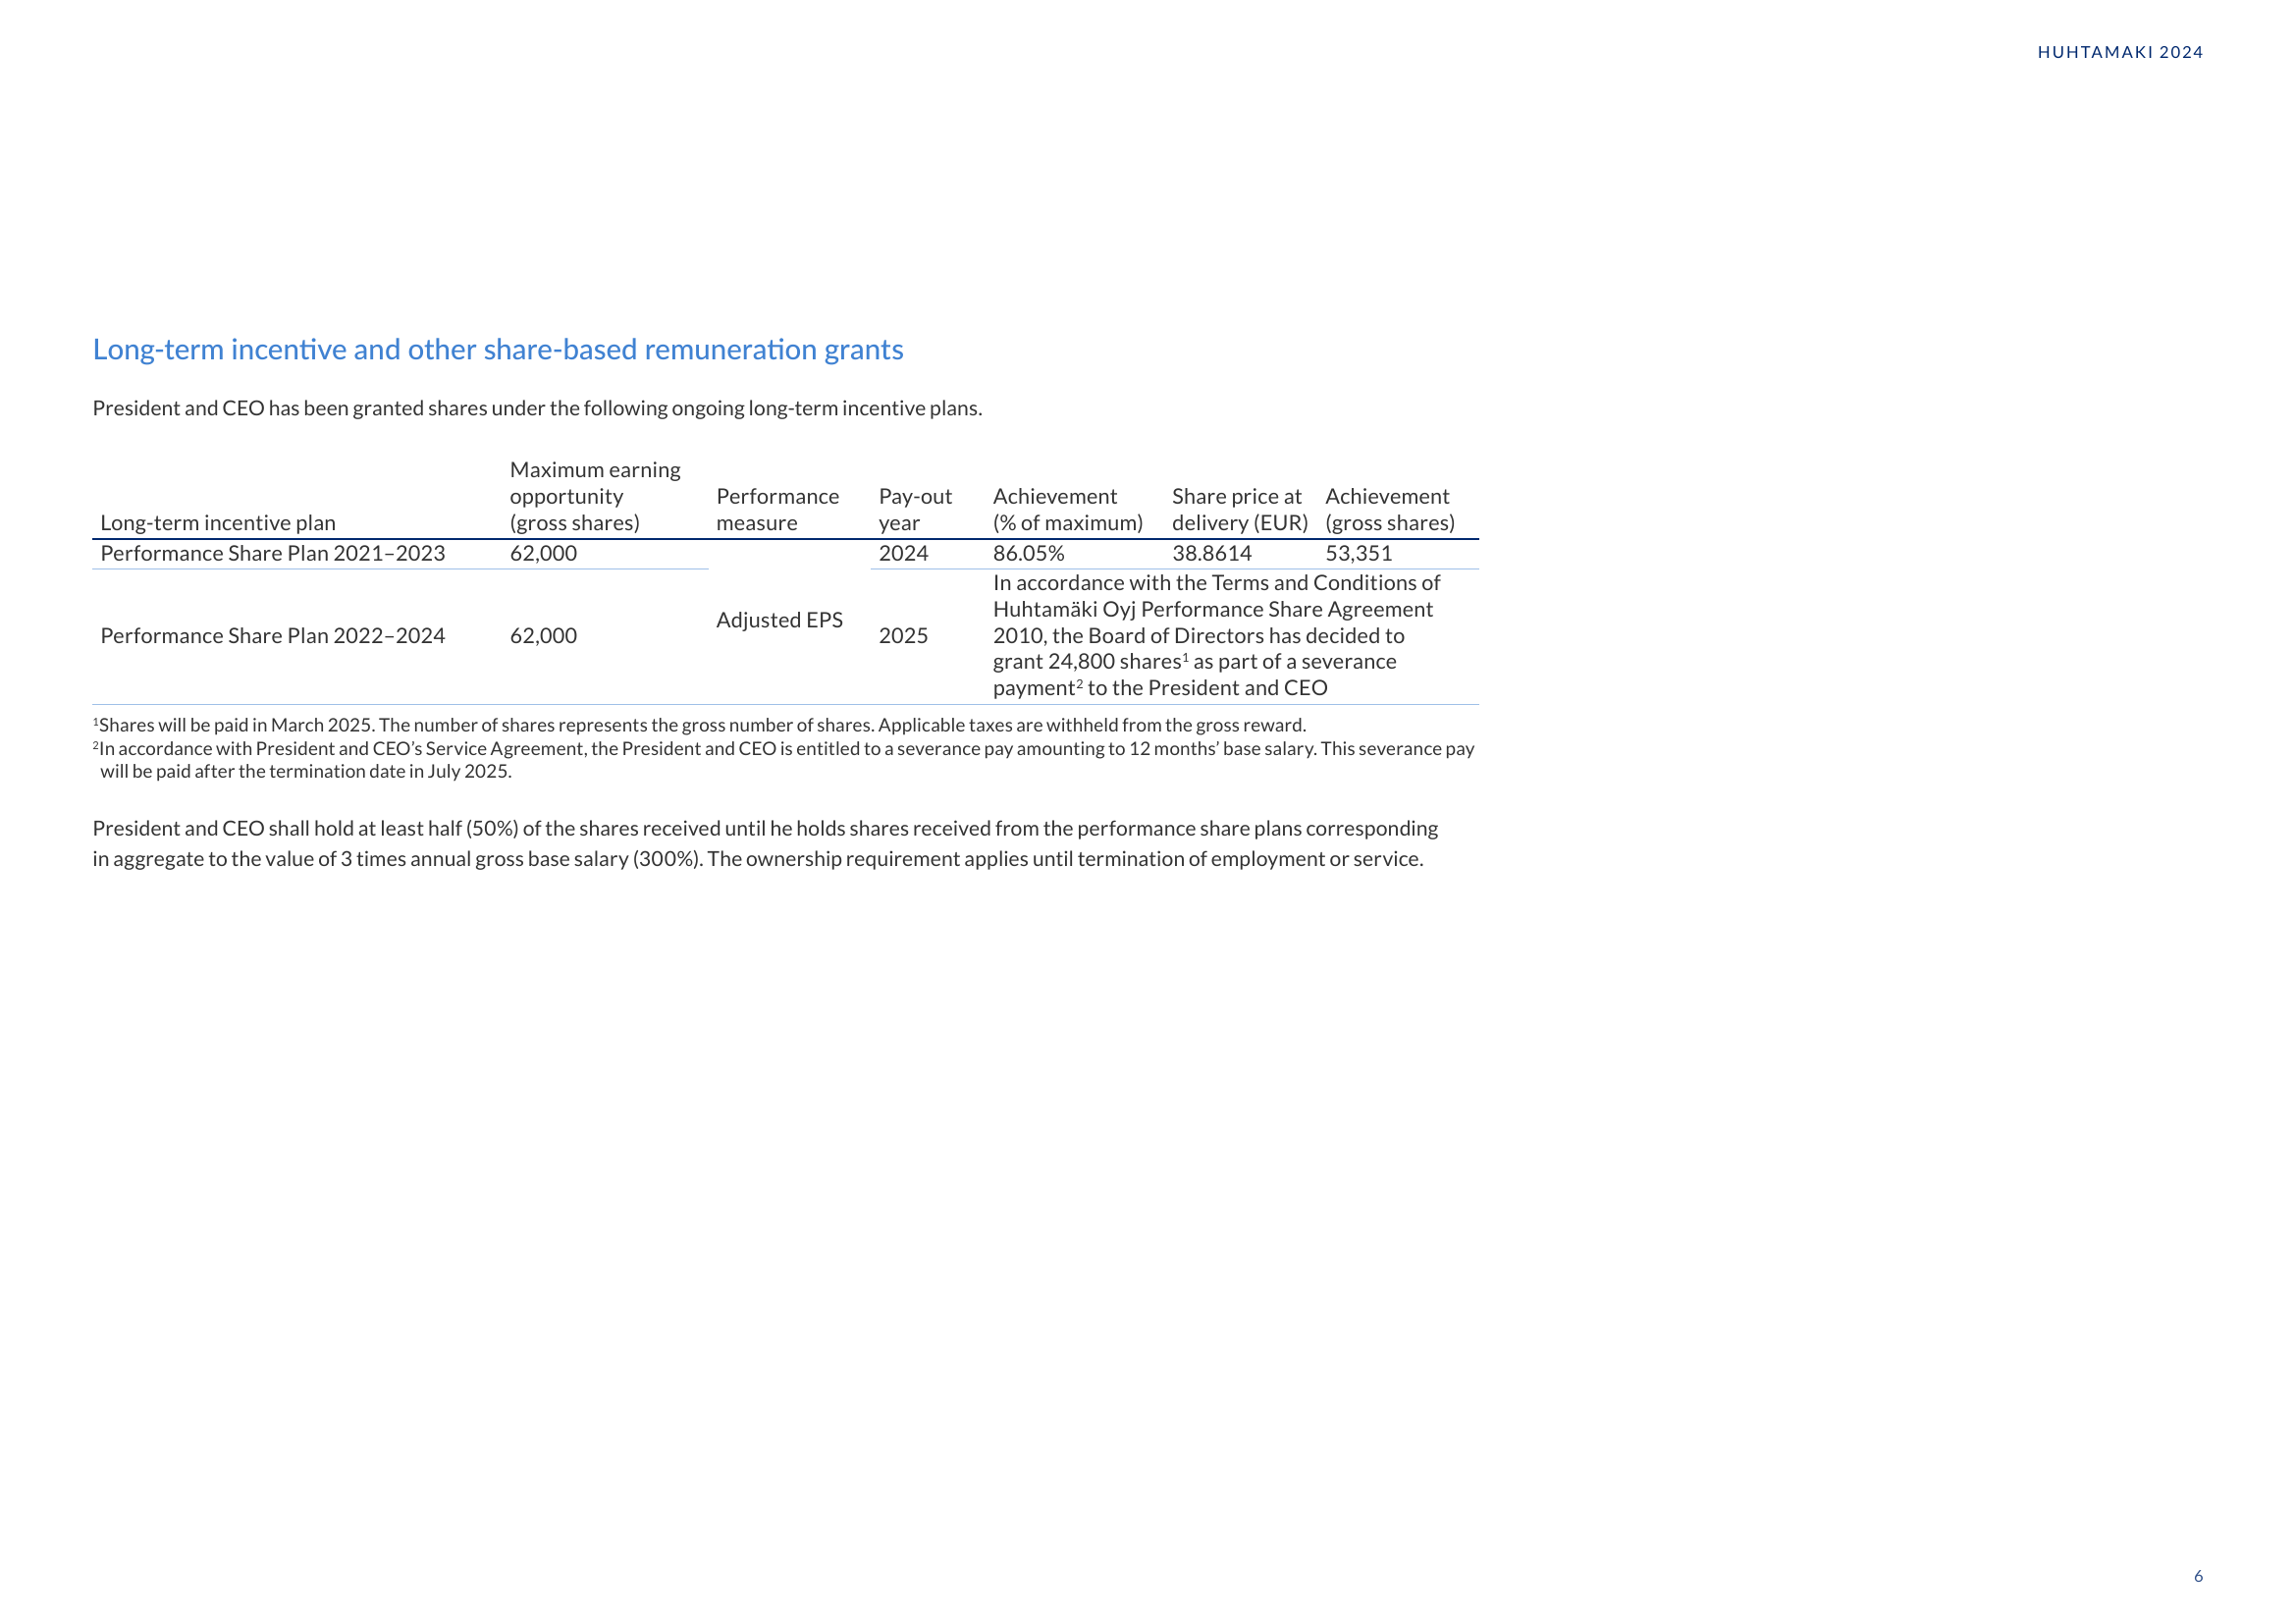 HUHTAMAKI 2024
Long-term incentive and other share-based remuneration grants
President and CEO has been granted shares under the following ongoing long-term incentive plans.
Long-term incentive plan
Maximum earning
opportunity
(gross shares)
Performance
measure
Pay-out
year
Achievement
(% of maximum)
Share price at
delivery (EUR)
Achievement
(gross shares)
Performance Share Plan 2021–2023 62,000 2024 86.05% 38.8614 53,351
Performance Share Plan 2022–2024 62,000
Adjusted EPS
2025
In accordance with the Terms and Conditions of
Huhtamäki Oyj Performance Share Agreement
2010, the Board of Directors has decided to
grant 24,800 shares¹ as part of a severance
payment² to the President and CEO
¹Shares will be paid in March 2025. The number of shares represents the gross number of shares. Applicable taxes are withheld from the gross reward.
²In accordance with President and CEO’s Service Agreement, the President and CEO is entitled to a severance pay amounting to 12 months’ base salary. This severance pay
will be paid after the termination date in July 2025.
President and CEO shall hold at least half (50%) of the shares received until he holds shares received from the performance share plans corresponding
in aggregate to the value of 3 times annual gross base salary (300%). The ownership requirement applies until termination of employment or service.
6